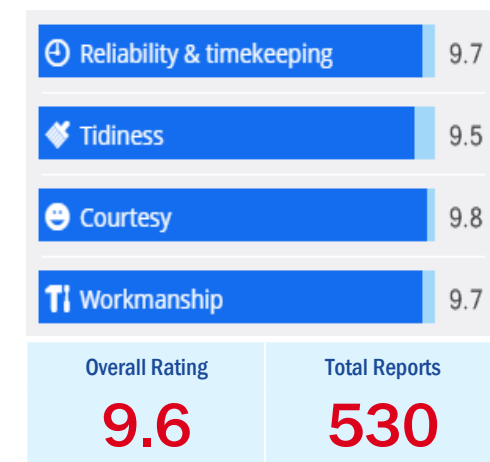 Reliability & timekeeping 9.7
Tidiness 9.5
Courtesy 9.8
Workmanship 9.7
Overall Rating Total Reports
9.6 530